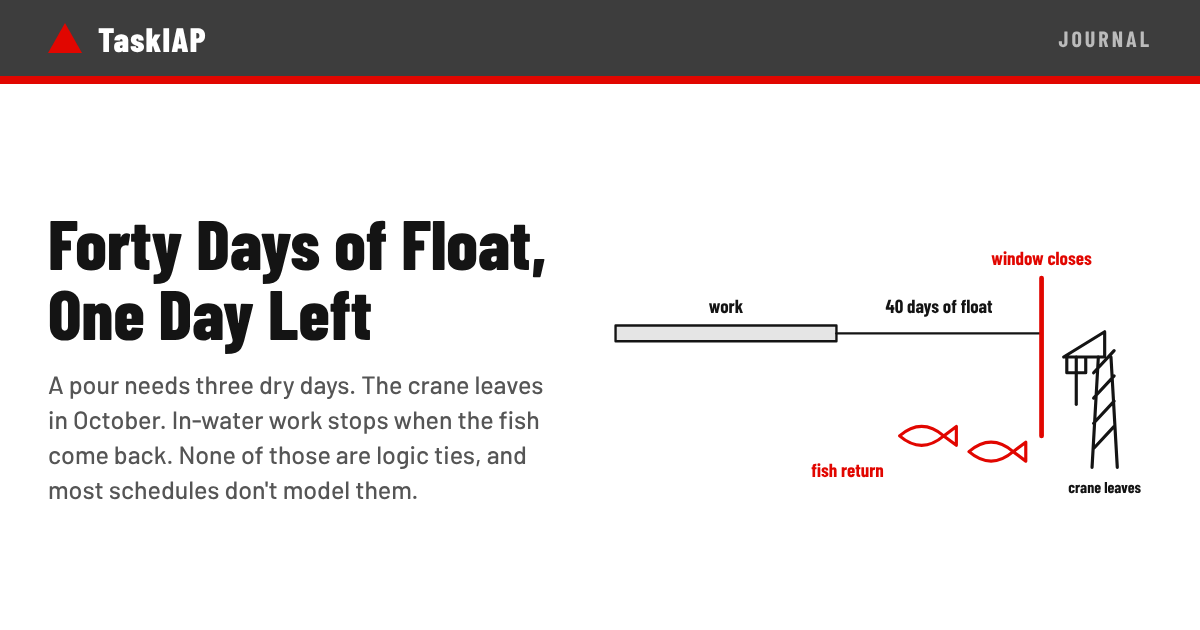 TaskIAP
JOURNAL
Forty Days of Float,
One Day Left
A pour needs three dry days. The crane leaves
in October. In-water work stops when the fish
come back. None of those are logic ties, and
most schedules don't model them.
window closes
work
40 days of float
fish return
crane leaves